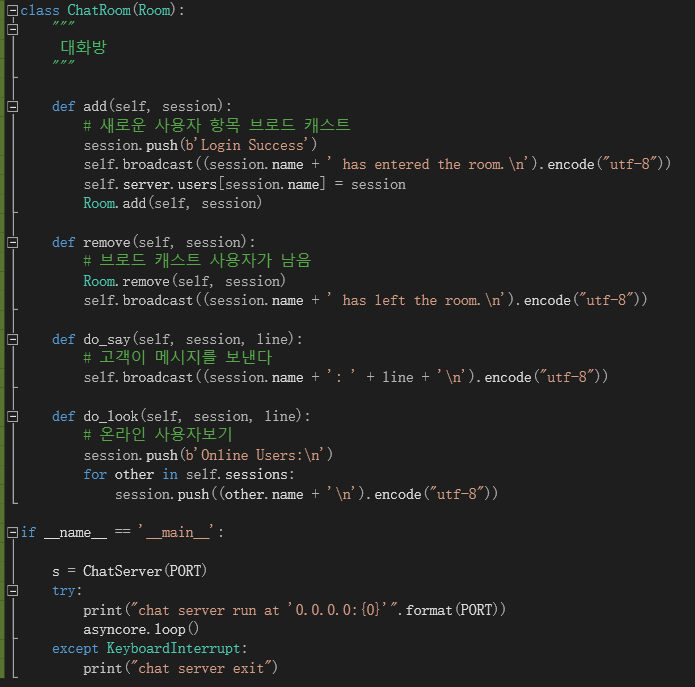 class ChatRoom(Room):
    """
     대화방
    """

    def add(self, session):
        # 새로운 사용자 항목 브로드 캐스트
        session.push(b'Login Success')
        self.broadcast((session.name + ' has entered the room.\n').encode("utf-8"))
        self.server.users[session.name] = session
        Room.add(self, session)

    def remove(self, session):
        # 브로드 캐스트 사용자가 남음
        Room.remove(self, session)
        self.broadcast((session.name + ' has left the room.\n').encode("utf-8"))

    def do_say(self, session, line):
        # 고객이 메시지를 보낸다
        self.broadcast((session.name + ': ' + line + '\n').encode("utf-8"))

    def do_look(self, session, line):
        # 온라인 사용자보기
        session.push(b'Online Users:\n')
        for other in self.sessions:
            session.push((other.name + '\n').encode("utf-8"))

if __name__ == '__main__':

    s = ChatServer(PORT)
    try:
        print("chat server run at '0.0.0.0:{0}'".format(PORT))
        asyncore.loop()
    except KeyboardInterrupt:
        print("chat server exit")